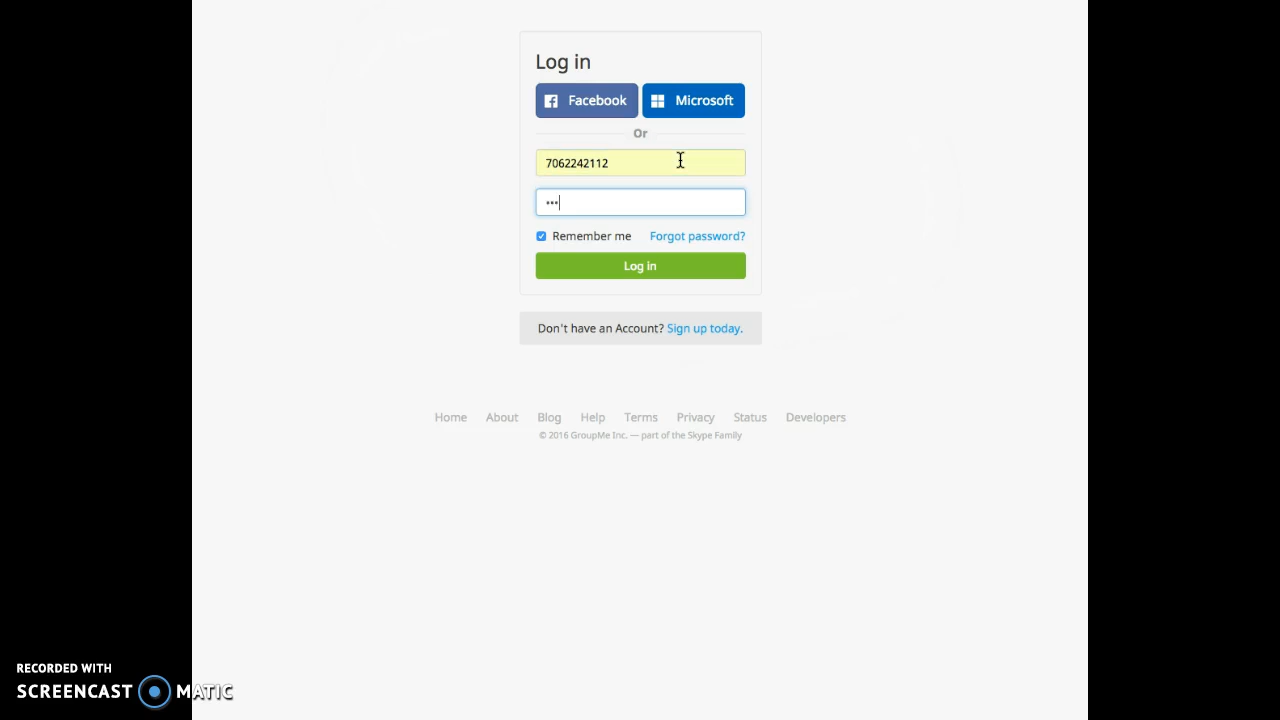 Log in
Facebook Microsoft
Or
7062242112
•••
Remember me Forgot password?
Log in
Don't have an Account? Sign up today.
Home About Blog Help Terms Privacy Status Developers
© 2016 GroupMe Inc. — part of the Skype Family
RECORDED WITH
SCREENCAST MATIC